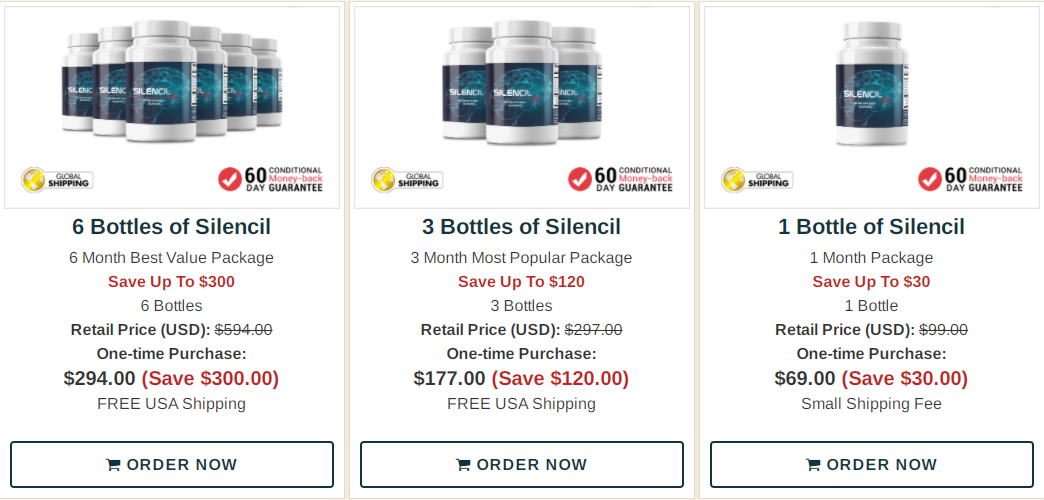 SILENCIL
GLOBAL
SHIPPING
60 DAY
CONDITIONAL
Money-back
GUARANTEE
6 Bottles of Silencil
6 Month Best Value Package
Save Up To $300
6 Bottles
Retail Price (USD): $594.00
One-time Purchase:
$294.00 (Save $300.00)
FREE USA Shipping
ORDER NOW
SILENCIL
GLOBAL
SHIPPING
60 DAY
CONDITIONAL
Money-back
GUARANTEE
3 Bottles of Silencil
3 Month Most Popular Package
Save Up To $120
3 Bottles
Retail Price (USD): $297.00
One-time Purchase:
$177.00 (Save $120.00)
FREE USA Shipping
ORDER NOW
SILENCIL
GLOBAL
SHIPPING
60 DAY
CONDITIONAL
Money-back
GUARANTEE
1 Bottle of Silencil
1 Month Package
Save Up To $30
1 Bottle
Retail Price (USD): $99.00
One-time Purchase:
$69.00 (Save $30.00)
Small Shipping Fee
ORDER NOW